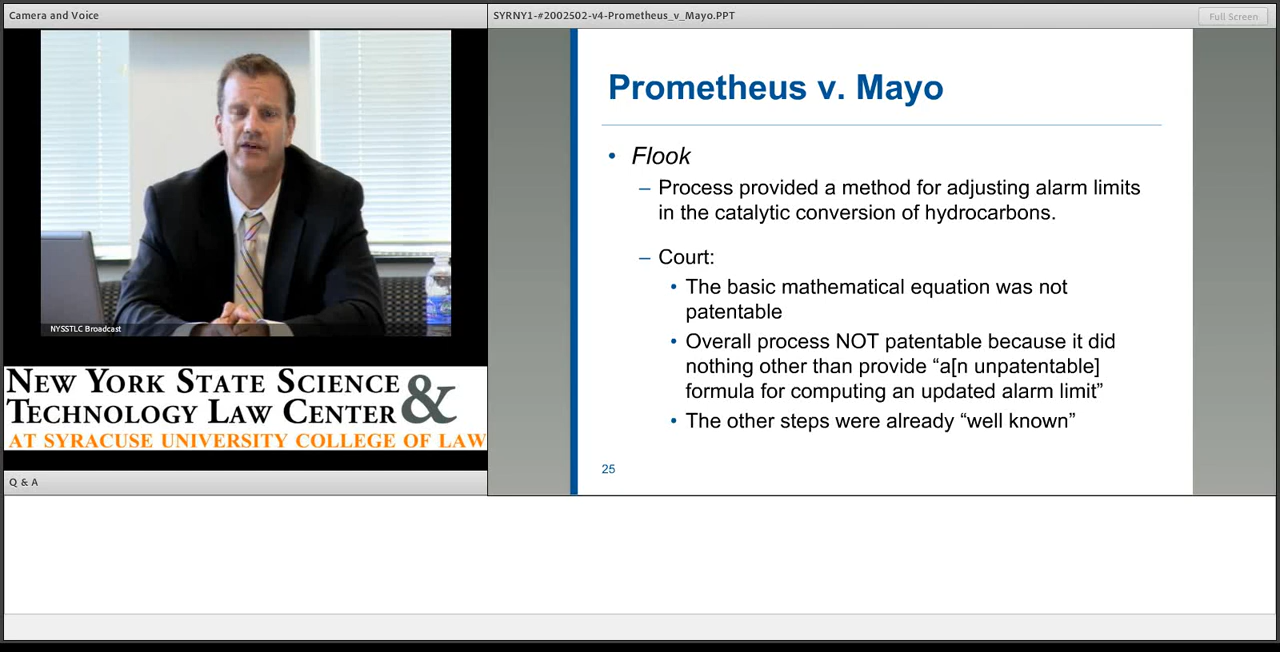 Camera and Voice
SYRNY1-#2002502-v4-Prometheus_v_Mayo.PPT
Full Screen
NYSSTLC Broadcast
NEW YORK STATE SCIENCE &
TECHNOLOGY LAW CENTER
AT SYRACUSE UNIVERSITY COLLEGE OF LAW
Prometheus v. Mayo
• Flook
– Process provided a method for adjusting alarm limits
in the catalytic conversion of hydrocarbons.
– Court:
• The basic mathematical equation was not
patentable
• Overall process NOT patentable because it did
nothing other than provide “a[n unpatentable]
formula for computing an updated alarm limit”
• The other steps were already “well known”
25
Q & A